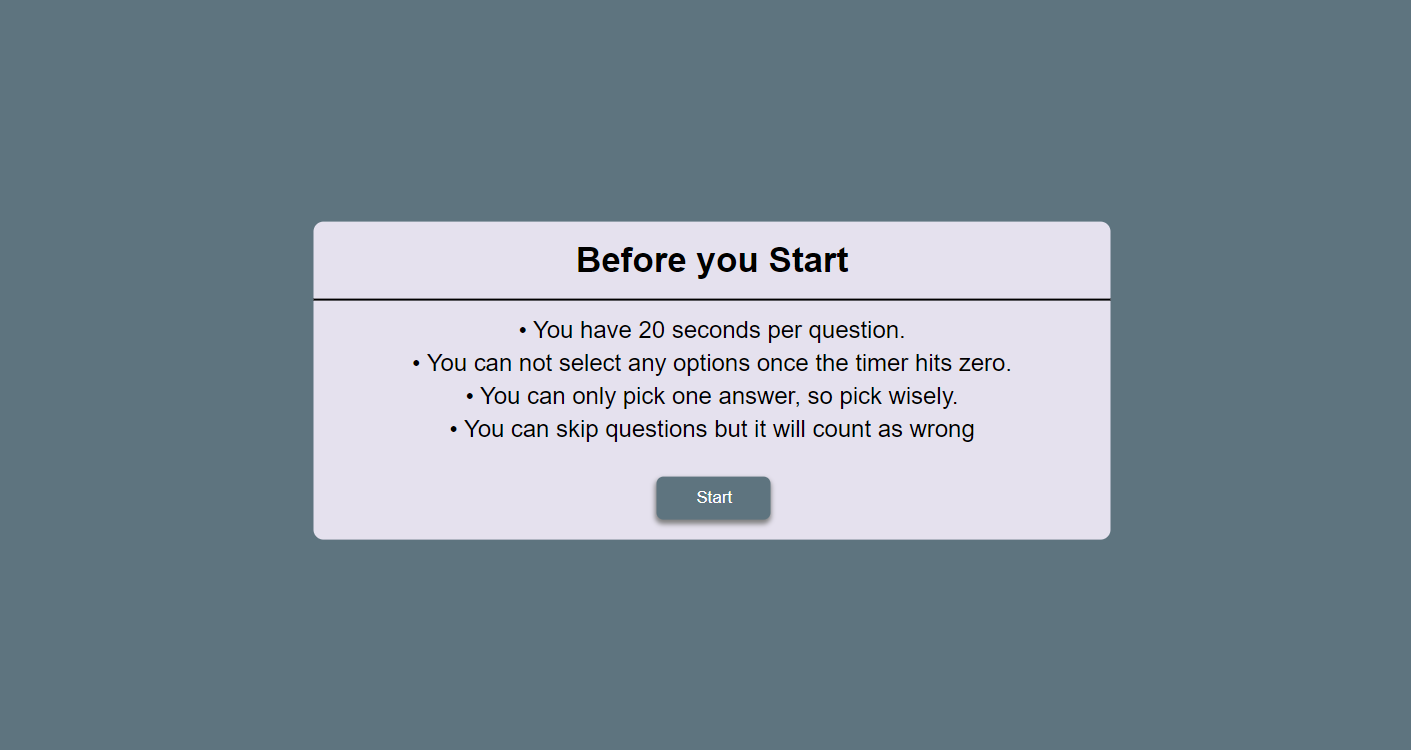 Before you Start
• You have 20 seconds per question.
• You can not select any options once the timer hits zero.
• You can only pick one answer, so pick wisely.
• You can skip questions but it will count as wrong
Start